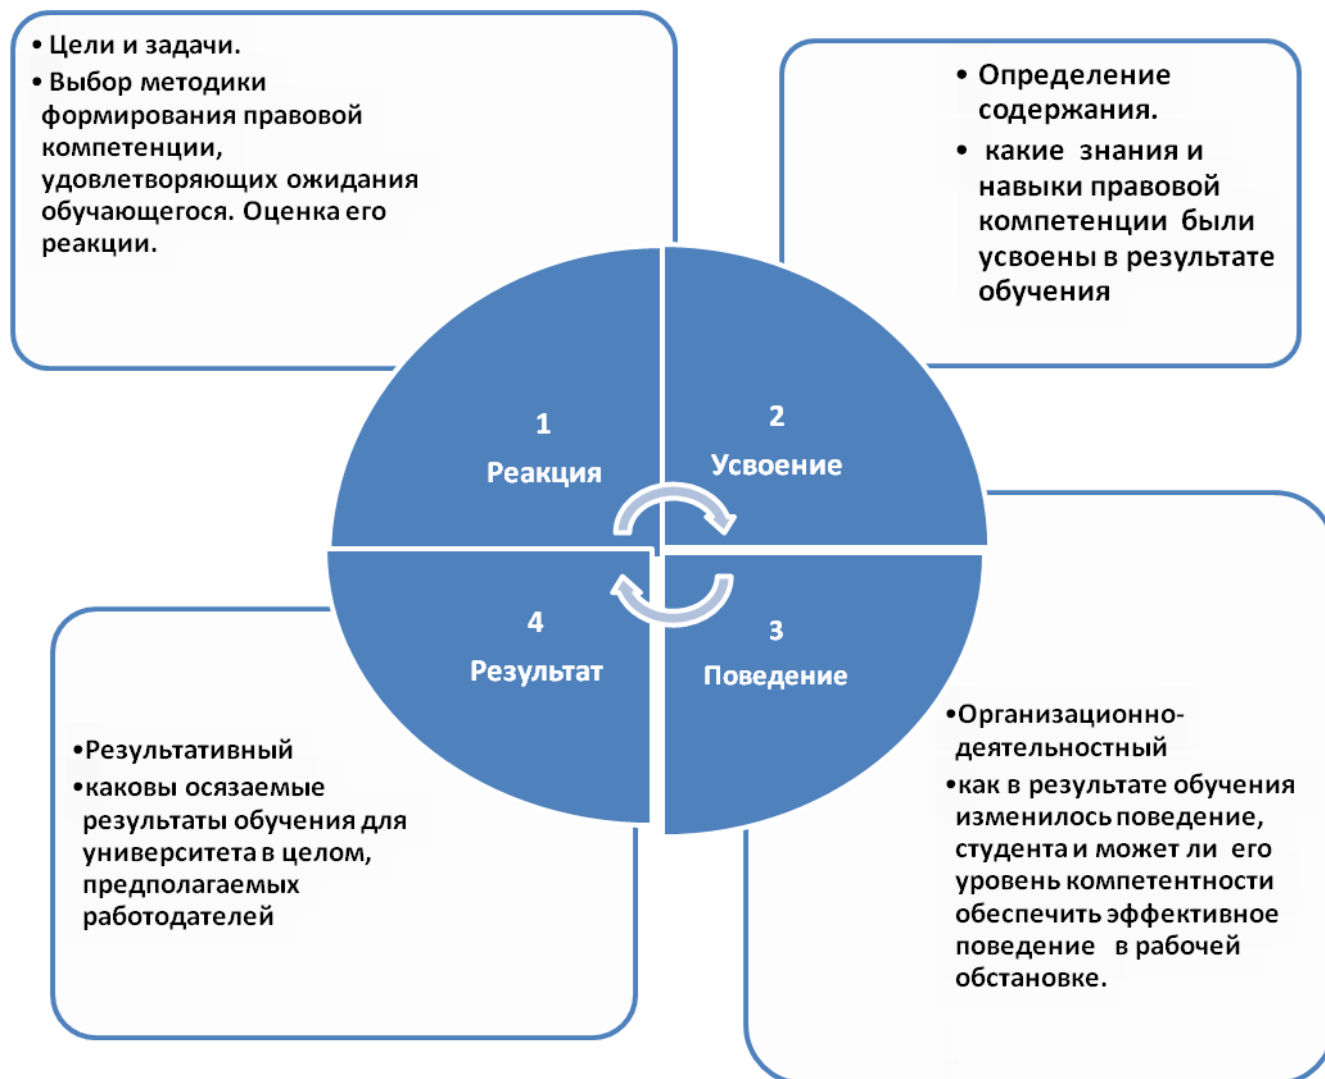 • Цели и задачи.
• Выбор методики
формирования правовой
компетенции,
удовлетворяющих ожидания
обучающегося. Оценка его
реакции.
• Определение
содержания.
• какие знания и
навыки правовой
компетенции были
усвоены в результате
обучения
1
Реакция
2
Усвоение
4
Результат
3
Поведение
•Результативный
•каковы осязаемые
результаты обучения для
университета в целом,
предполагаемых
работодателей
•Организационно-
деятельностный
•как в результате обучения
изменилось поведение,
студента и может ли его
уровень компетентности
обеспечить эффективное
поведение в рабочей
обстановке.